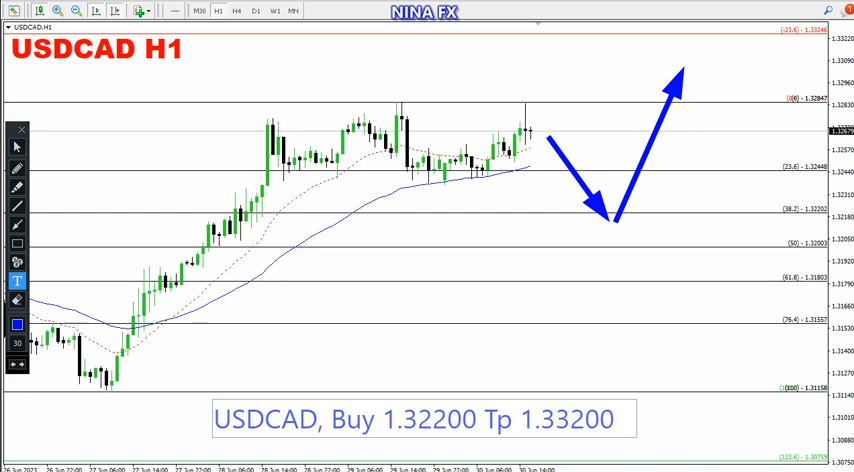 M30 H1 H4 D1 W1 MN
NINA FX
USDCAD,H1
USDCAD H1
(-23.6) - 1.33246
1.33220
1.33090
(0) - 1.32847
1.32830
1.32679
1.32570
(23.6) - 1.32448
1.32440
1.32310
(38.2) - 1.32202
1.32180
(50) - 1.32003
1.31920
(61.8) - 1.31803
1.31790
1.31660
(76.4) - 1.31557
1.31530
1.31400
1.31270
(100) - 1.31158
1.31140
1.31010
1.30880
(123.6) - 1.30759
1.30750
T
30
USDCAD, Buy 1.32200 Tp 1.33200
26 Jun 2023 26 Jun 22:00 27 Jun 06:00 27 Jun 14:00 27 Jun 22:00 28 Jun 06:00 28 Jun 14:00 28 Jun 22:00 29 Jun 06:00 29 Jun 14:00 29 Jun 22:00 30 Jun 06:00 30 Jun 14:00